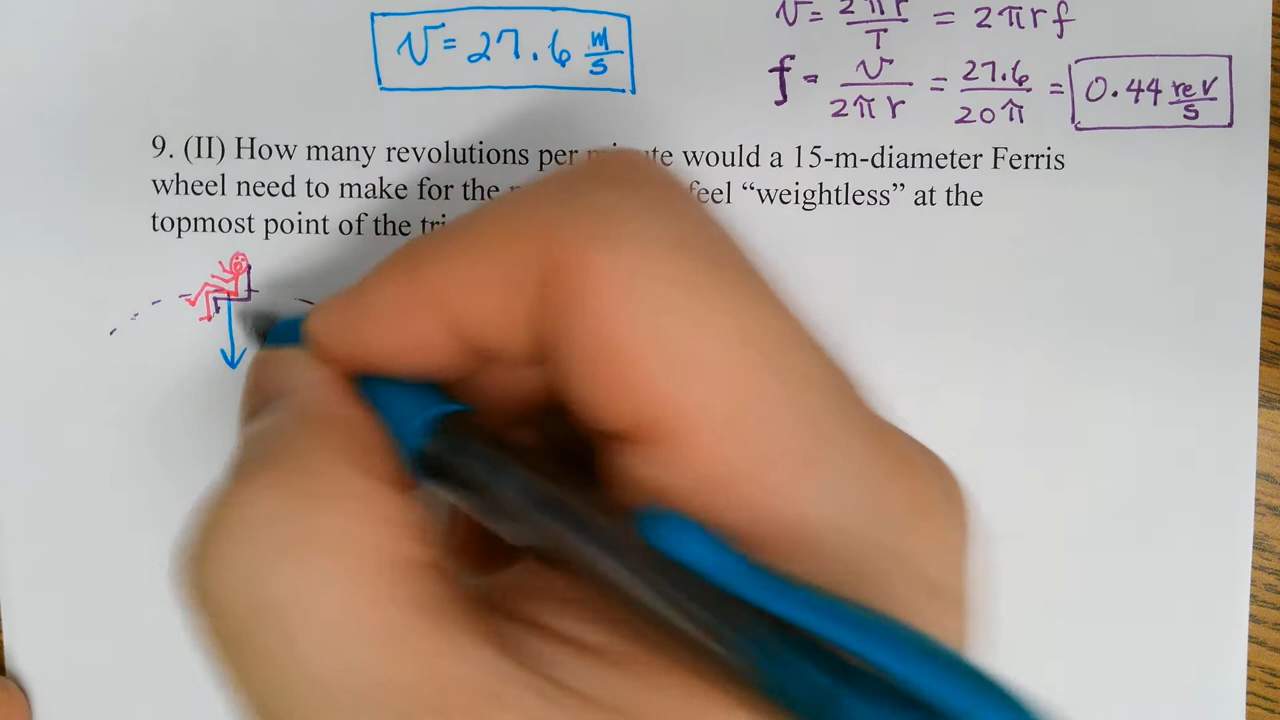 v = 27.6 m/s
v = 2πr/T = 2πrf
f = v/2πr = 27.6/20π = 0.44 rev/s
9. (II) How many revolutions per would a 15-m-diameter Ferris
wheel need to make for the feel “weightless” at the
topmost point of the